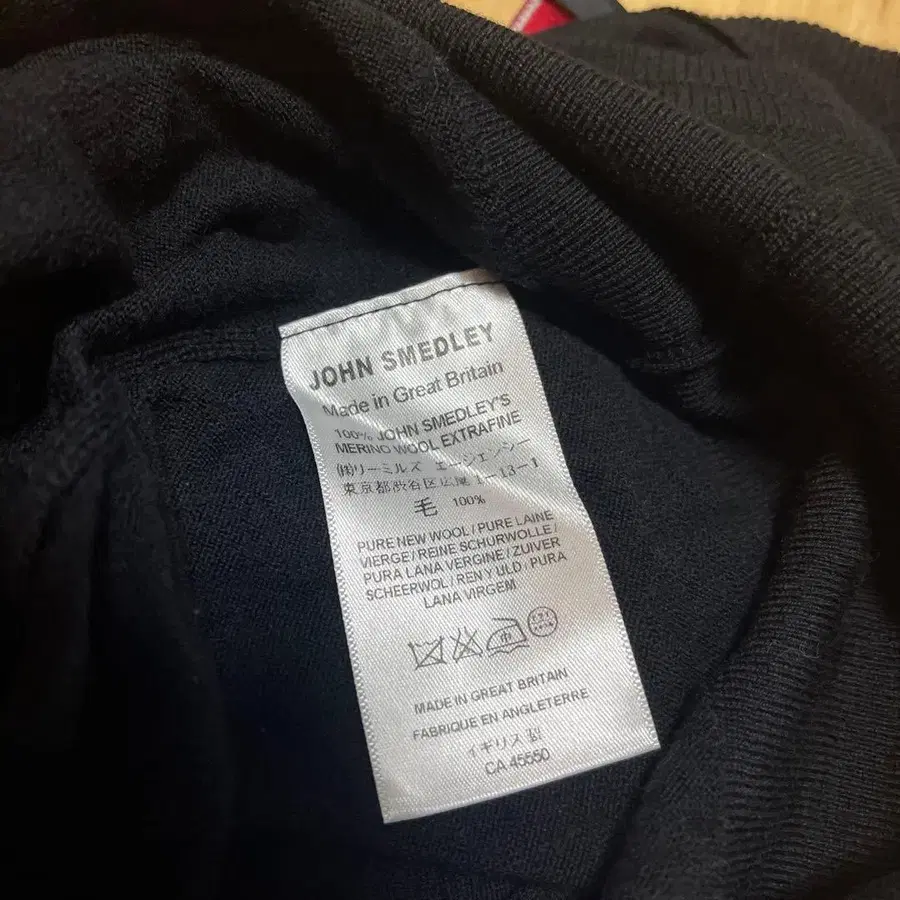 JOHN SMEDLEY
Made in Great Britain
100% JOHN SMEDLEY'S
MERINO WOOL EXTRAFINE
㈱リーミルズ エージェンシー
東京都渋谷区広尾1-13-1
毛 100%
PURE NEW WOOL / PURE LAINE
VIERGE / REINE SCHURWOLLE /
PURA LANA VERGINE / ZUIVER
SCHEERWOL / REN Y ULD / PURA
LANA VIRGEM
中
MADE IN GREAT BRITAIN
FABRIQUE EN ANGLETERRE
イギリス製
CA 45550